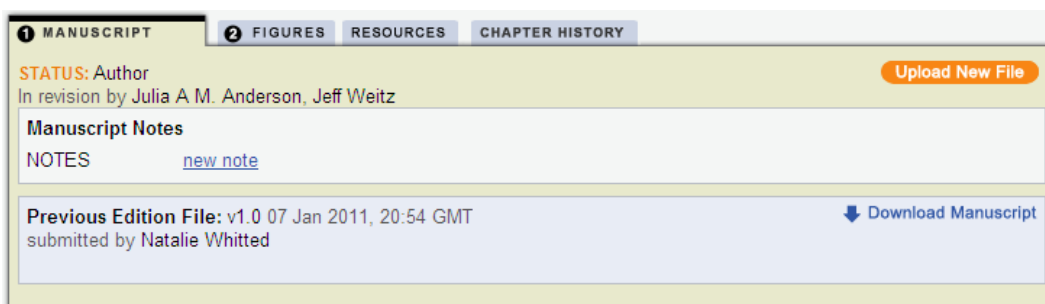 1 MANUSCRIPT 2 FIGURES RESOURCES CHAPTER HISTORY
STATUS: Author Upload New File
In revision by Julia A M. Anderson, Jeff Weitz
Manuscript Notes
NOTES new note
Previous Edition File: v1.0 07 Jan 2011, 20:54 GMT Download Manuscript
submitted by Natalie Whitted